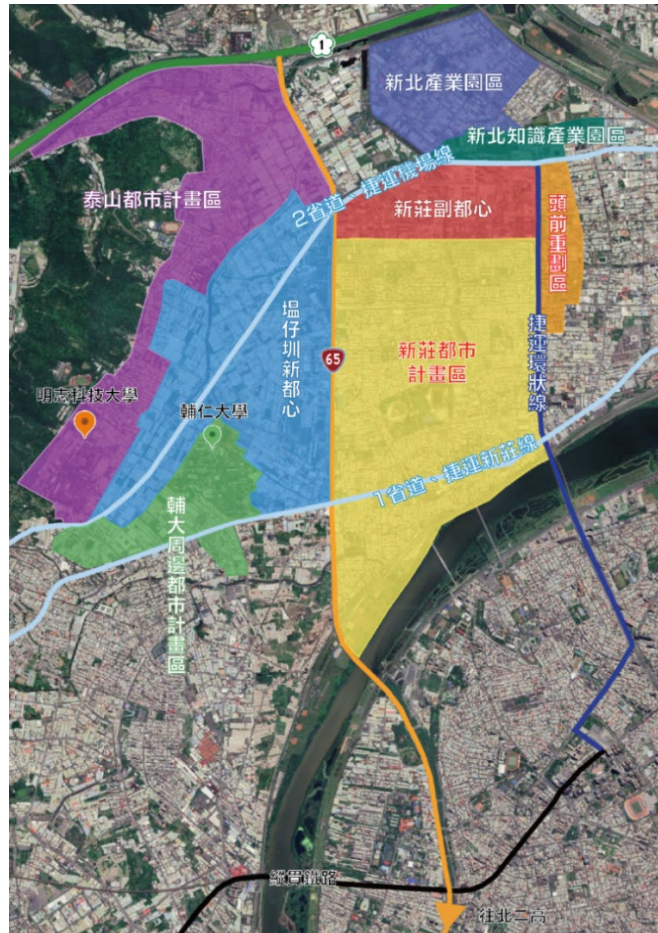 1
新北產業園區
新北知識產業園區
2省道、捷運機場線
泰山都市計畫區
新莊副都心
頭前重劃區
塭仔圳新都心
65
新莊都市
計畫區
捷運環狀線
明志科技大學
輔仁大學
1省道、捷運新莊線
輔大周邊都市計畫區
縱貫鐵路
往北二高